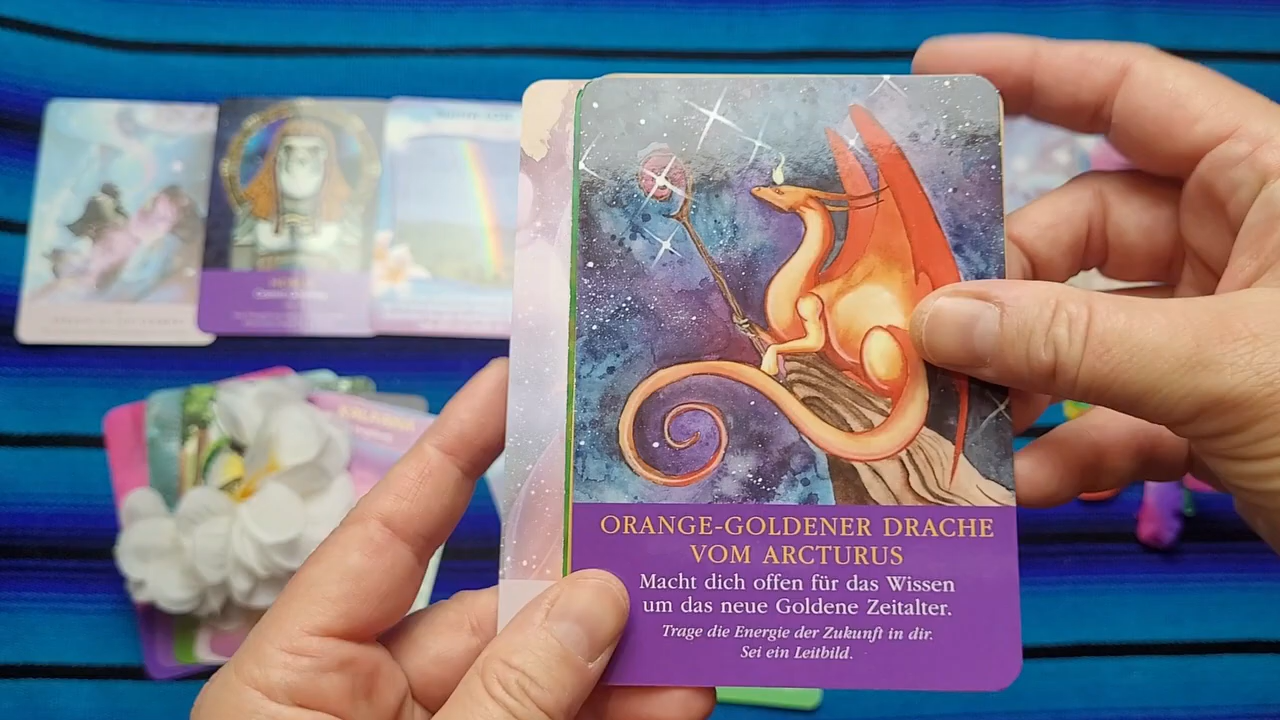 ORANGE-GOLDENER DRACHE
VOM ARCTURUS
Macht dich offen für das Wissen
um das neue Goldene Zeitalter.
Trage die Energie der Zukunft in dir.
Sei ein Leitbild.